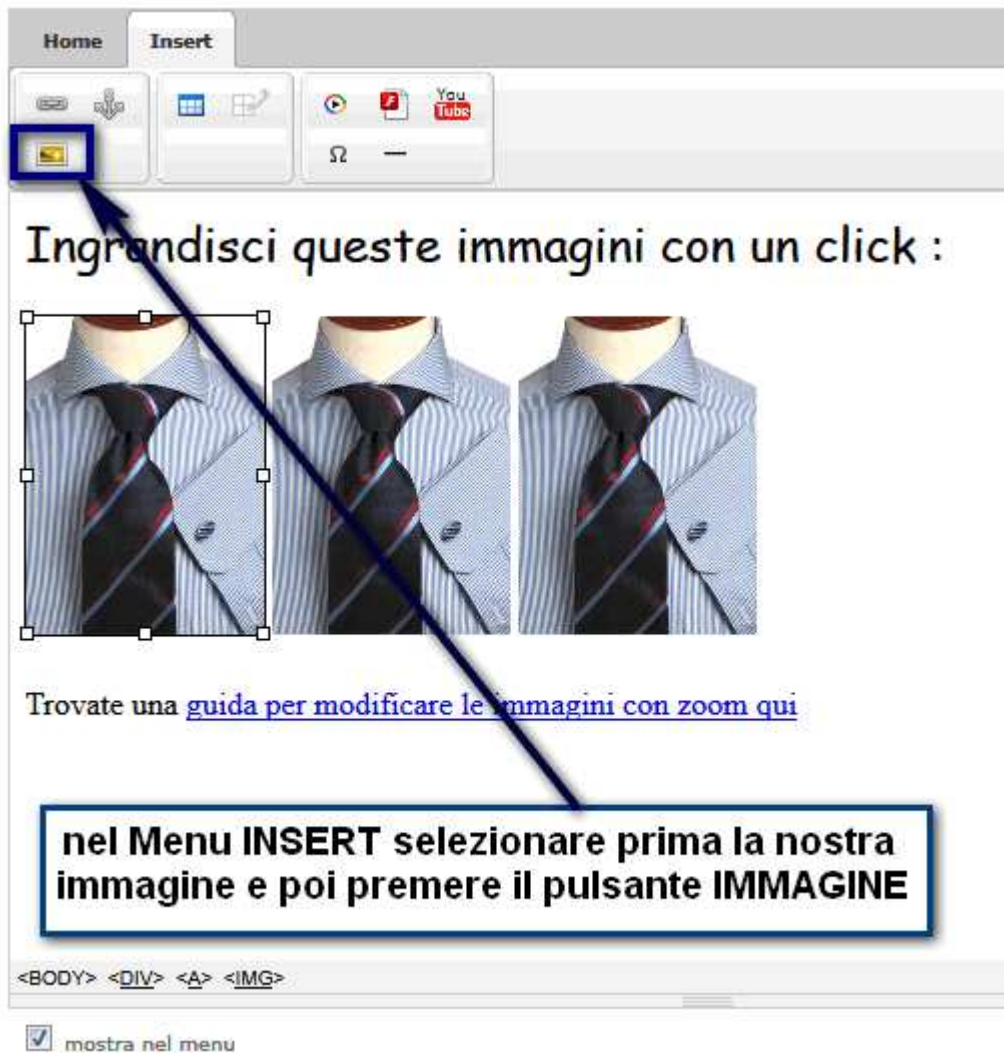 Home Insert
You
Tube
Ω
Ingrandisci queste immagini con un click :
Trovate una guida per modificare le immagini con zoom qui
nel Menu INSERT selezionare prima la nostra
immagine e poi premere il pulsante IMMAGINE
<BODY> <DIV> <A> <IMG>
mostra nel menu